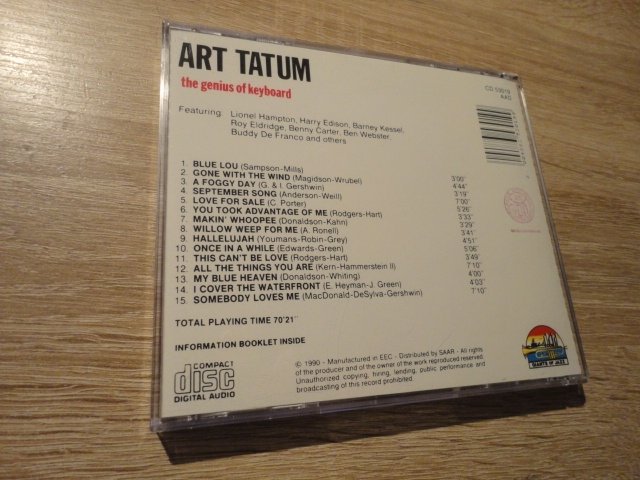 ART TATUM
the genius of keyboard
CD 53019
AAD
Featuring: Lionel Hampton, Harry Edison, Barney Kessel,
Roy Eldridge, Benny Carter, Ben Webster,
Buddy De Franco and others
1. BLUE LOU (Sampson-Mills) 3'00"
2. GONE WITH THE WIND (Magidson-Wrubel) 4'44"
3. A FOGGY DAY (G. & I. Gershwin) 3'19"
4. SEPTEMBER SONG (Anderson-Weill) 7'00"
5. LOVE FOR SALE (C. Porter) 5'26"
6. YOU TOOK ADVANTAGE OF ME (Rodgers-Hart) 3'33"
7. MAKIN' WHOOPEE (Donaldson-Kahn) 3'29"
8. WILLOW WEEP FOR ME (A. Ronell) 3'41"
9. HALLELUJAH (Youmans-Robin-Grey) 4'51"
10. ONCE IN A WHILE (Edwards-Green) 5'06"
11. THIS CAN'T BE LOVE (Rodgers-Hart) 3'49"
12. ALL THE THINGS YOU ARE (Kern-Hammerstein II) 7'10"
13. MY BLUE HEAVEN (Donaldson-Whiting) 4'00"
14. I COVER THE WATERFRONT (E. Heyman-J. Green) 4'03"
15. SOMEBODY LOVES ME (MacDonald-DeSylva-Gershwin) 7'10"
TOTAL PLAYING TIME 70'21"
INFORMATION BOOKLET INSIDE
COMPACT
disc
DIGITAL AUDIO
© 1990 - Manufactured in EEC - Distributed by SAAR - All rights
of the producer and of the owner of the work reproduced reserved.
Unauthorized copying, hiring, lending, public performance and
broadcasting of this record prohibited.
GIANTS OF JAZZ